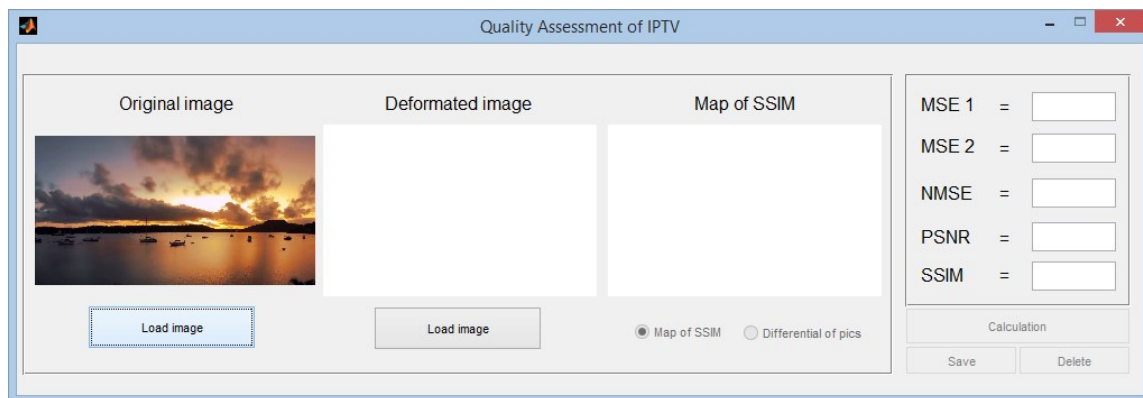 Quality Assessment of IPTV
Original image
Deformated image
Map of SSIM
Load image
Load image
Map of SSIM
Differential of pics
MSE 1 =
MSE 2 =
NMSE =
PSNR =
SSIM =
Calculation
Save
Delete